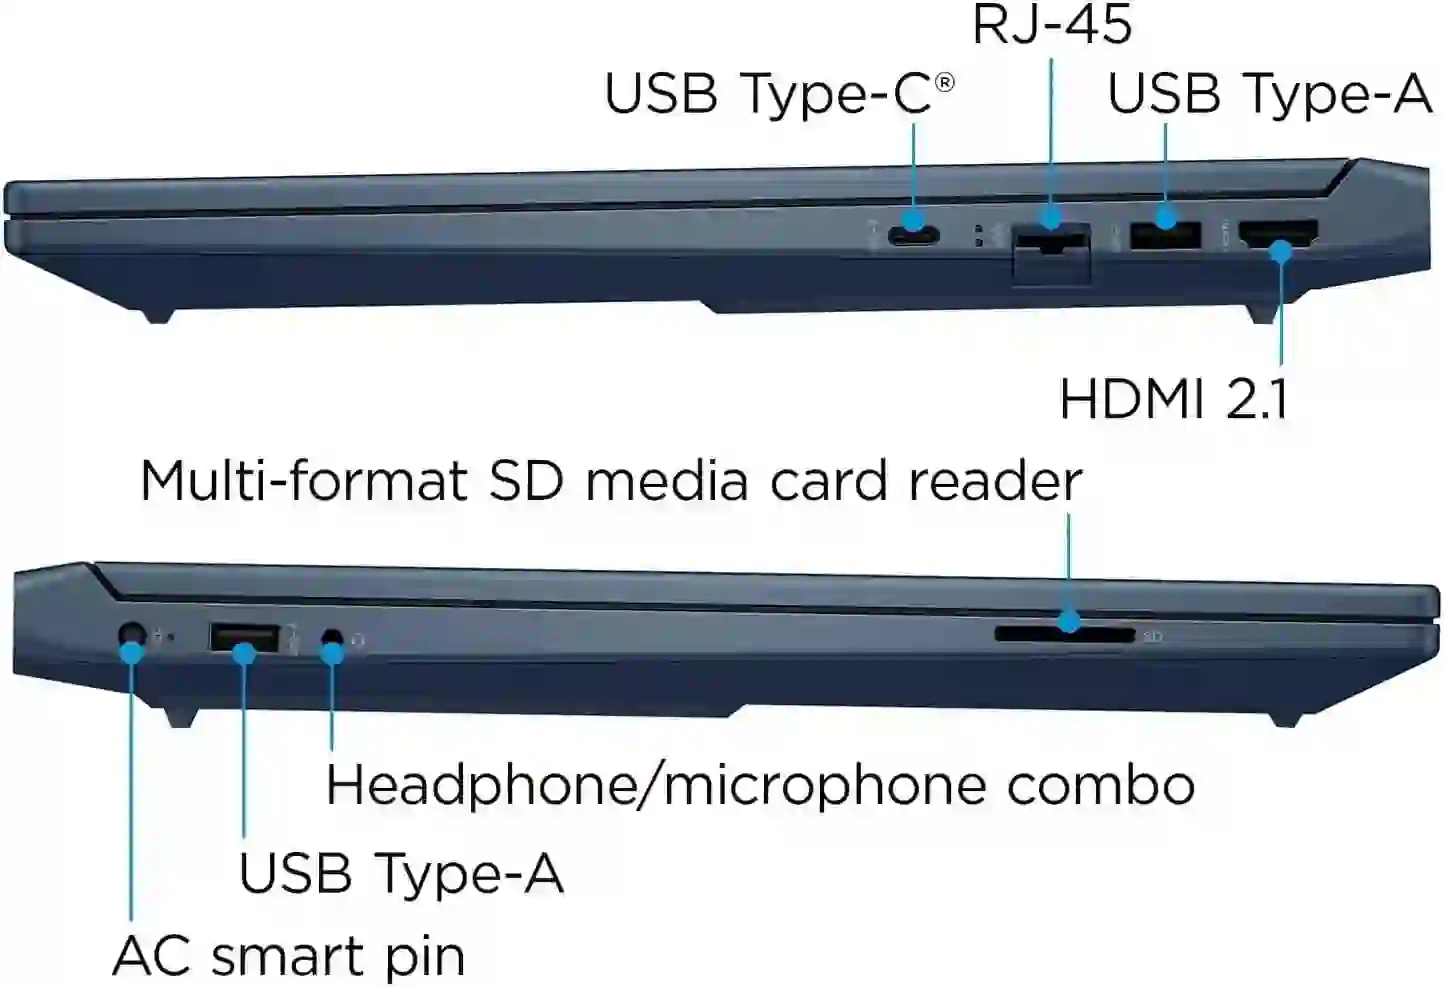 RJ-45
USB Type-C®
USB Type-A
HDMI 2.1
Multi-format SD media card reader
SD
Headphone/microphone combo
USB Type-A
AC smart pin